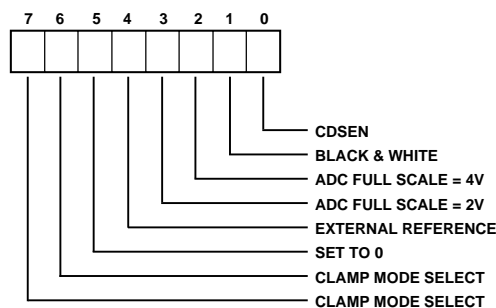 7 6 5 4 3 2 1 0
CDSEN
BLACK & WHITE
ADC FULL SCALE = 4V
ADC FULL SCALE = 2V
EXTERNAL REFERENCE
SET TO 0
CLAMP MODE SELECT
CLAMP MODE SELECT